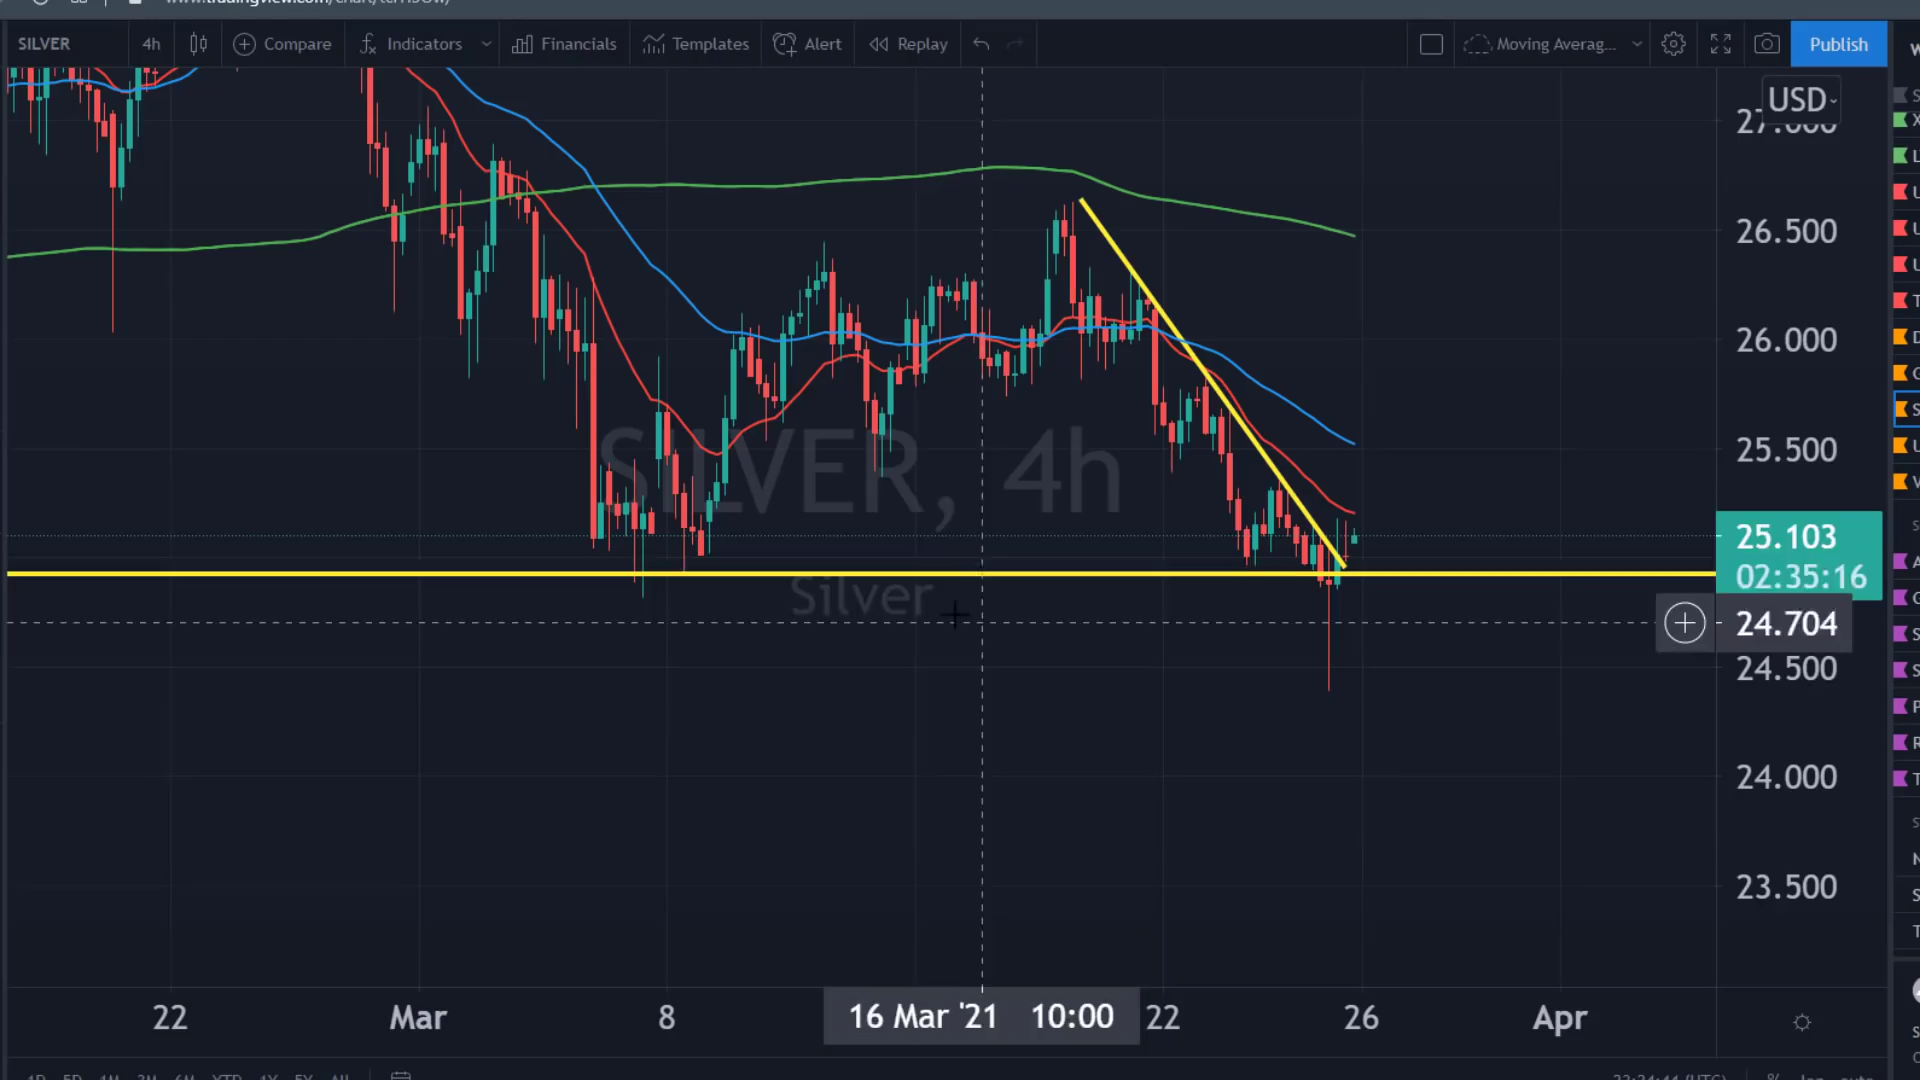 SILVER 4h Compare Indicators Financials Templates Alert Replay Moving Averag... Publish
USD
27.000
26.500
26.000
25.500
SILVER, 4h
Silver
25.103
02:35:16
24.704
24.500
24.000
23.500
22 Mar 8 16 Mar '21 10:00 22 26 Apr